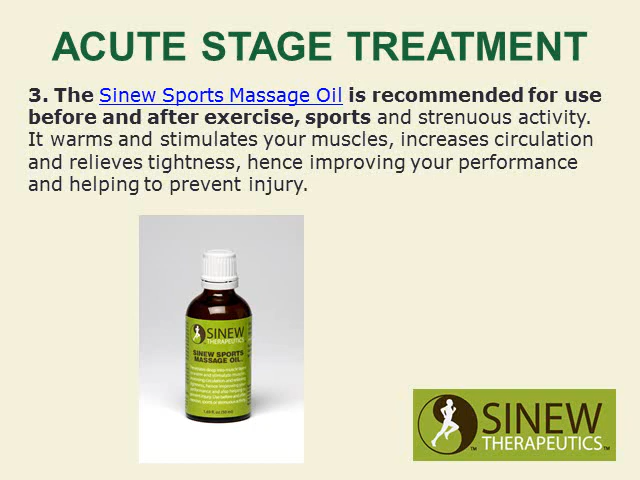 ACUTE STAGE TREATMENT
3. The Sinew Sports Massage Oil is recommended for use
before and after exercise, sports and strenuous activity.
It warms and stimulates your muscles, increases circulation
and relieves tightness, hence improving your performance
and helping to prevent injury.
SINEW
THERAPEUTICS
SINEW SPORTS
MASSAGE OIL
SINEW
THERAPEUTICS™